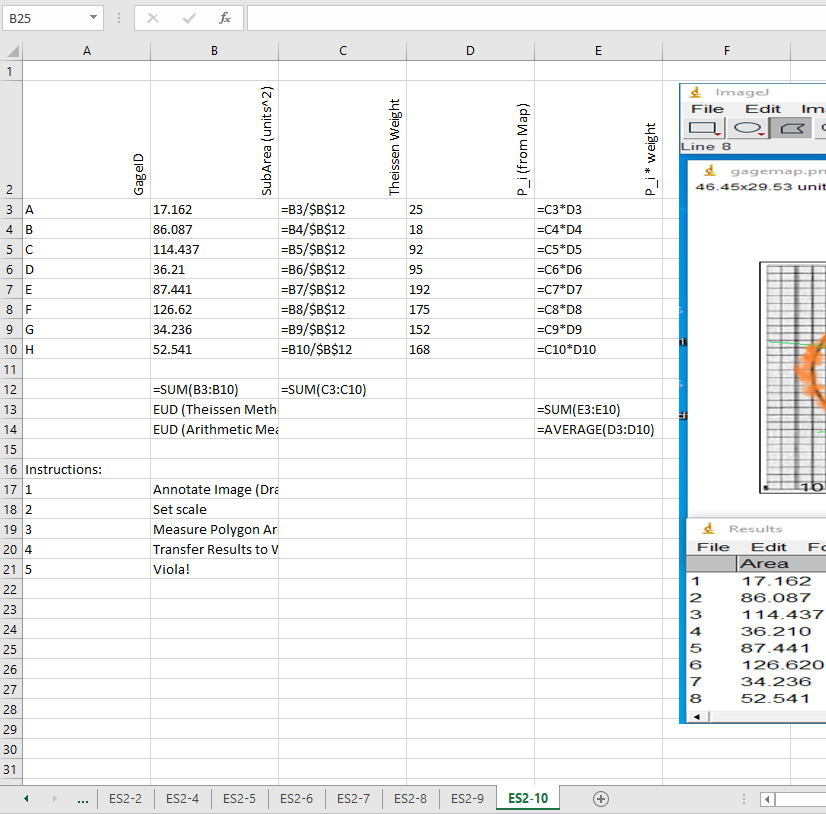 B25
fx
A B C D E F
1
2 GageID SubArea (units^2) Theissen Weight P_i (from Map) P_i * weight
3 A 17.162 =B3/$B$12 25 =C3*D3
4 B 86.087 =B4/$B$12 18 =C4*D4
5 C 114.437 =B5/$B$12 92 =C5*D5
6 D 36.21 =B6/$B$12 95 =C6*D6
7 E 87.441 =B7/$B$12 192 =C7*D7
8 F 126.62 =B8/$B$12 175 =C8*D8
9 G 34.236 =B9/$B$12 152 =C9*D9
10 H 52.541 =B10/$B$12 168 =C10*D10
11
12 =SUM(B3:B10) =SUM(C3:C10)
13 EUD (Theissen Meth =SUM(E3:E10)
14 EUD (Arithmetic Mea =AVERAGE(D3:D10)
15
16 Instructions:
17 1 Annotate Image (Dra
18 2 Set scale
19 3 Measure Polygon Ar
20 4 Transfer Results to W
21 5 Viola!
22
23
24
25
26
27
28
29
30
31
ImageJ
File Edit Im
Line 8
gagemap.pn
46.45x29.53 unit
10
Results
File Edit Fo
Area
1 17.162
2 86.087
3 114.437
4 36.210
5 87.441
6 126.620
7 34.236
8 52.541
... ES2-2 ES2-4 ES2-5 ES2-6 ES2-7 ES2-8 ES2-9 ES2-10